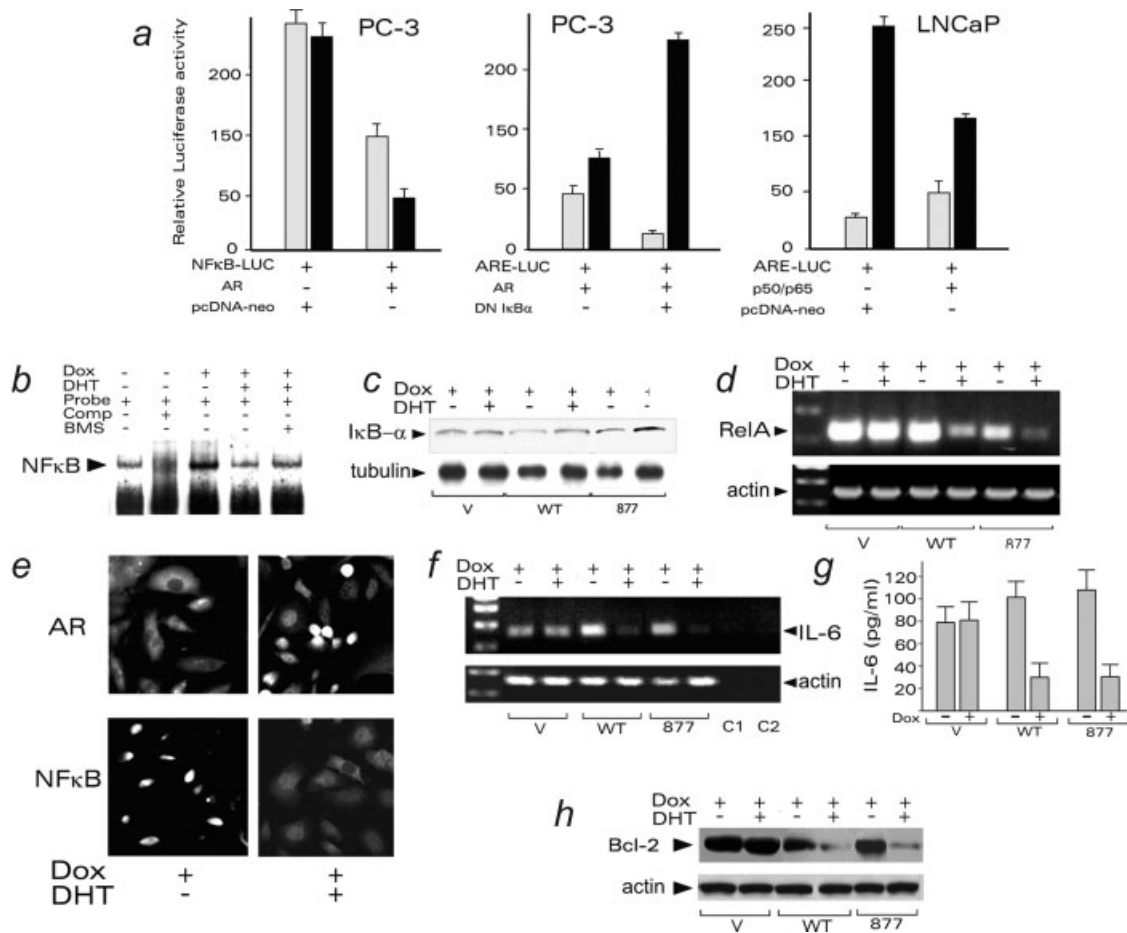 a
PC-3
PC-3
LNCaP
Relative Luciferase activity
200
150
50
0
200
150
50
0
250
200
150
50
0
NFκB-LUC + +
AR - +
pcDNA-neo + -
ARE-LUC + +
AR + +
DN IκBα - +
ARE-LUC + +
p50/p65 - +
pcDNA-neo + -
b
Dox - - + + +
DHT - - - + +
Probe + + + + +
Comp - + - - -
BMS - - - - +
NFκB
c
Dox + + + + + +
DHT - + - + - -
IκB-α
tubulin
V WT 877
d
Dox + + + + + +
DHT - + - + - +
RelA
actin
V WT 877
e
AR
NFκB
Dox + +
DHT - +
f
Dox + + + + + +
DHT - + - + - +
IL-6
actin
V WT 877 C1 C2
g
IL-6 (pg/ml)
120
100
80
60
40
20
Dox - + - + - +
V WT 877
h
Dox + + + + + +
DHT - + - + - +
Bcl-2
actin
V WT 877